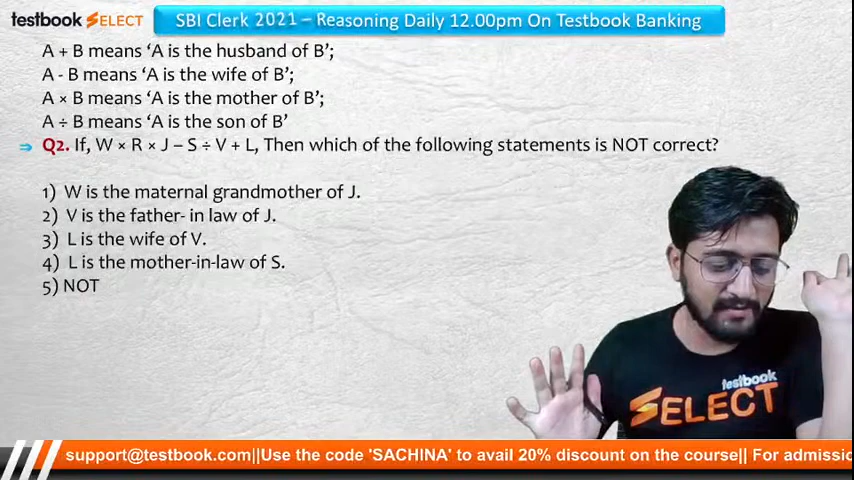 testbook SELECT
SBI Clerk 2021 – Reasoning Daily 12.00pm On Testbook Banking
A + B means ‘A is the husband of B’;
A - B means ‘A is the wife of B’;
A × B means ‘A is the mother of B’;
A ÷ B means ‘A is the son of B’
⇒ Q2. If, W × R × J – S ÷ V + L, Then which of the following statements is NOT correct?
1) W is the maternal grandmother of J.
2) V is the father- in law of J.
3) L is the wife of V.
4) L is the mother-in-law of S.
5) NOT
testbook
SELECT
support@testbook.com||Use the code 'SACHINA' to avail 20% discount on the course|| For admissio